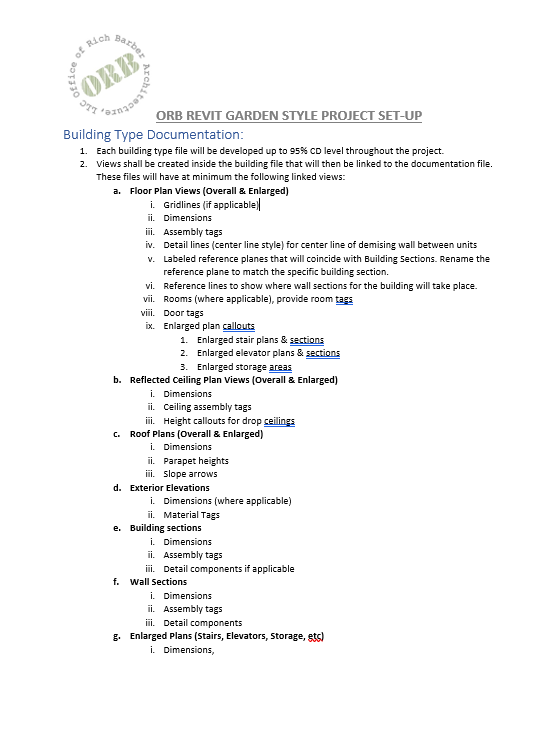 Office of Rich Barber Architecture, LLC
ORB
ORB REVIT GARDEN STYLE PROJECT SET-UP
Building Type Documentation:
1. Each building type file will be developed up to 95% CD level throughout the project.
2. Views shall be created inside the building file that will then be linked to the documentation file.
These files will have at minimum the following linked views:
a. Floor Plan Views (Overall & Enlarged)
i. Gridlines (if applicable)
ii. Dimensions
iii. Assembly tags
iv. Detail lines (center line style) for center line of demising wall between units
v. Labeled reference planes that will coincide with Building Sections. Rename the
reference plane to match the specific building section.
vi. Reference lines to show where wall sections for the building will take place.
vii. Rooms (where applicable), provide room tags
viii. Door tags
ix. Enlarged plan callouts
1. Enlarged stair plans & sections
2. Enlarged elevator plans & sections
3. Enlarged storage areas
b. Reflected Ceiling Plan Views (Overall & Enlarged)
i. Dimensions
ii. Ceiling assembly tags
iii. Height callouts for drop ceilings
c. Roof Plans (Overall & Enlarged)
i. Dimensions
ii. Parapet heights
iii. Slope arrows
d. Exterior Elevations
i. Dimensions (where applicable)
ii. Material Tags
e. Building sections
i. Dimensions
ii. Assembly tags
iii. Detail components if applicable
f. Wall Sections
i. Dimensions
ii. Assembly tags
iii. Detail components
g. Enlarged Plans (Stairs, Elevators, Storage, etc)
i. Dimensions,